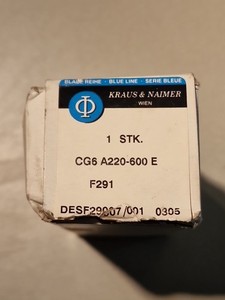 BLAUE REIHE - BLUE LINE - SERIE BLEUE
KRAUS & NAIMER
WIEN
1 STK.
CG6 A220-600 E
F291
DESF29007/001 0305